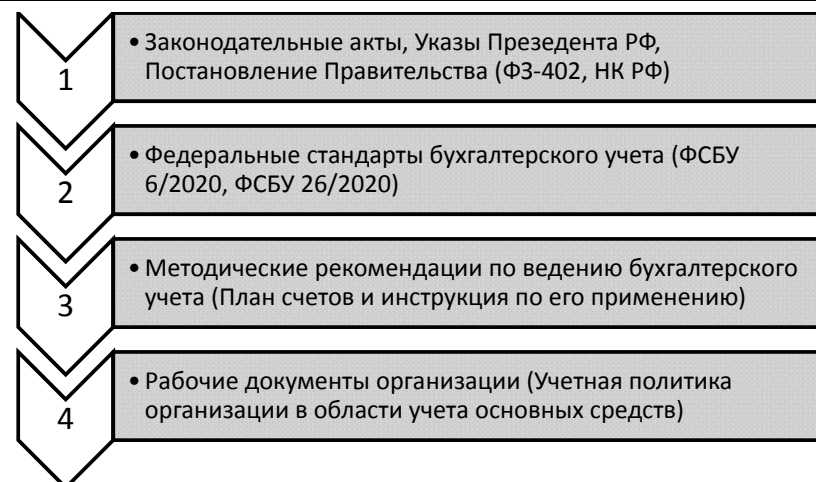 1
• Законодательные акты, Указы Презедента РФ,
Постановление Правительства (ФЗ-402, НК РФ)
2
• Федеральные стандарты бухгалтерского учета (ФСБУ
6/2020, ФСБУ 26/2020)
3
• Методические рекомендации по ведению бухгалтерского
учета (План счетов и инструкция по его применению)
4
• Рабочие документы организации (Учетная политика
организации в области учета основных средств)